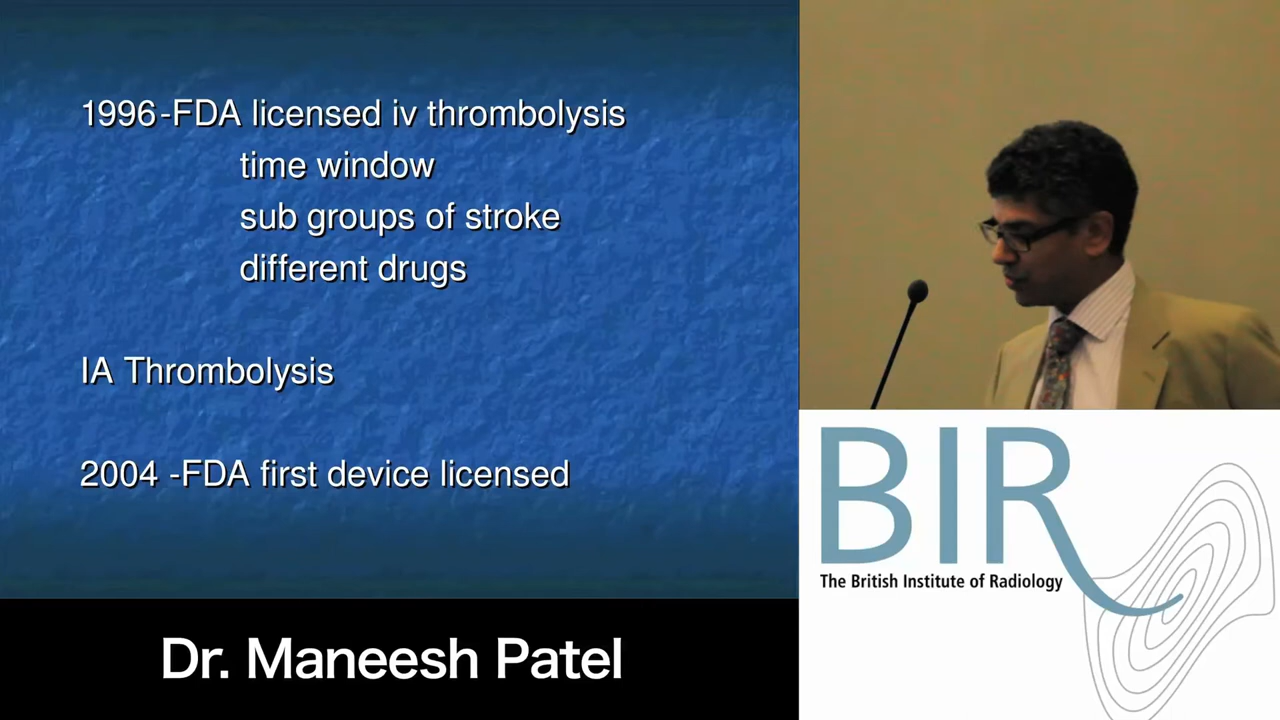 1996-FDA licensed iv thrombolysis
time window
sub groups of stroke
different drugs
IA Thrombolysis
2004 -FDA first device licensed
Dr. Maneesh Patel
BIR
The British Institute of Radiology